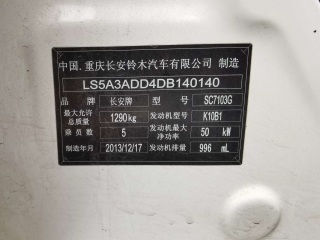 中国.重庆长安铃木汽车有限公司 制造
LS5A3ADD4DB140140
品牌 长安牌 型号 SC7103G
最大允许总质量 1290kg 发动机型号 K10B1
乘员数 5 发动机最大净功率 50 kW
制造年月 2013/12/17 发动机排量 996 mL